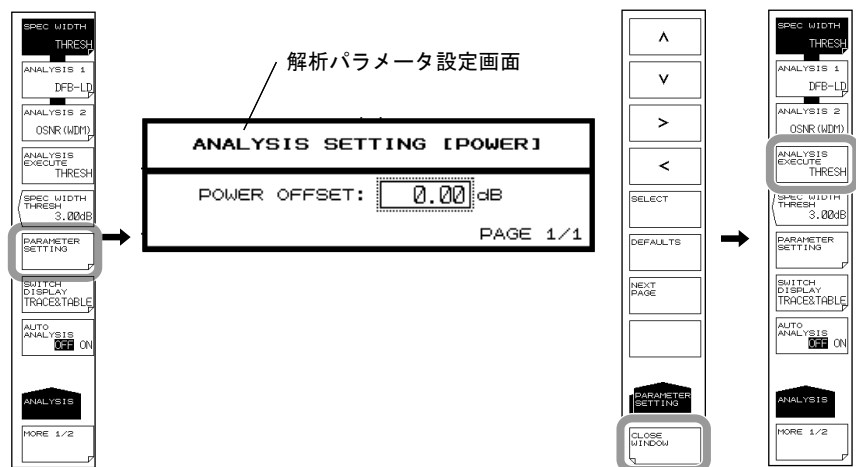 SPEC WIDTH
THRESH
ANALYSIS 1
DFB-LD
ANALYSIS 2
OSNR(WDM)
ANALYSIS
EXECUTE
THRESH
SPEC WIDTH
THRESH
3.00dB
PARAMETER
SETTING
SWITCH
DISPLAY
TRACE&TABLE
AUTO
ANALYSIS
OFF ON
ANALYSIS
MORE 1/2
解析パラメータ設定画面
ANALYSIS SETTING [POWER]
POWER OFFSET: 0.00 dB
PAGE 1/1
∧
∨
>
<
SELECT
DEFAULTS
NEXT
PAGE
PARAMETER
SETTING
CLOSE
WINDOW
SPEC WIDTH
THRESH
ANALYSIS 1
DFB-LD
ANALYSIS 2
OSNR(WDM)
ANALYSIS
EXECUTE
THRESH
SPEC WIDTH
THRESH
3.00dB
PARAMETER
SETTING
SWITCH
DISPLAY
TRACE&TABLE
AUTO
ANALYSIS
OFF ON
ANALYSIS
MORE 1/2